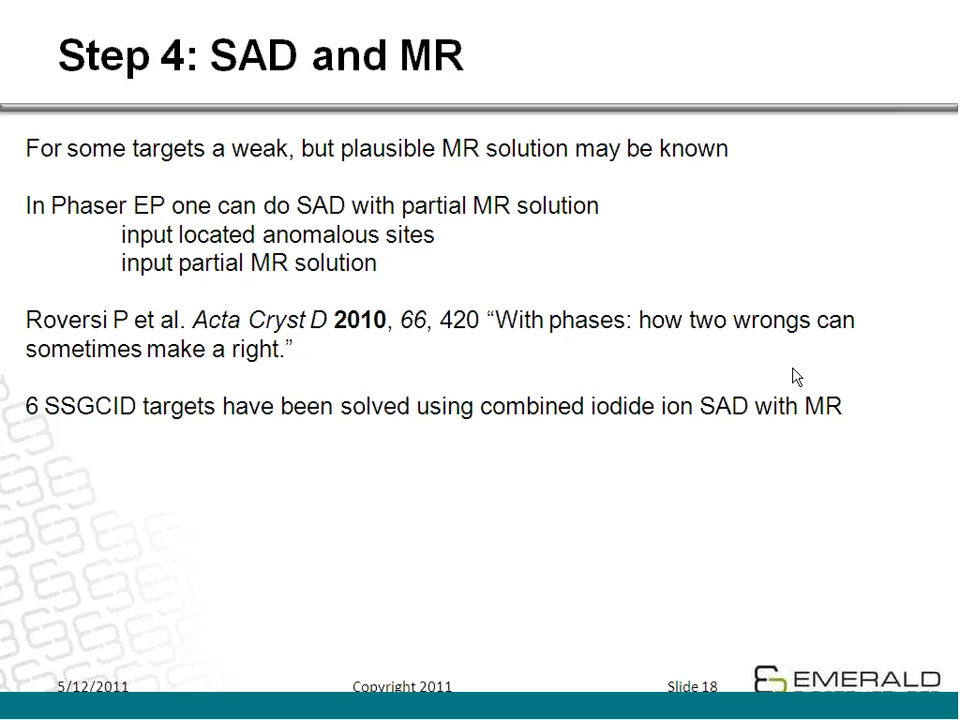 Step 4: SAD and MR
For some targets a weak, but plausible MR solution may be known
In Phaser EP one can do SAD with partial MR solution
input located anomalous sites
input partial MR solution
Roversi P et al. Acta Cryst D 2010, 66, 420 “With phases: how two wrongs can
sometimes make a right.”
6 SSGCID targets have been solved using combined iodide ion SAD with MR
5/12/2011
Copyright 2011
Slide 18
EMERALD